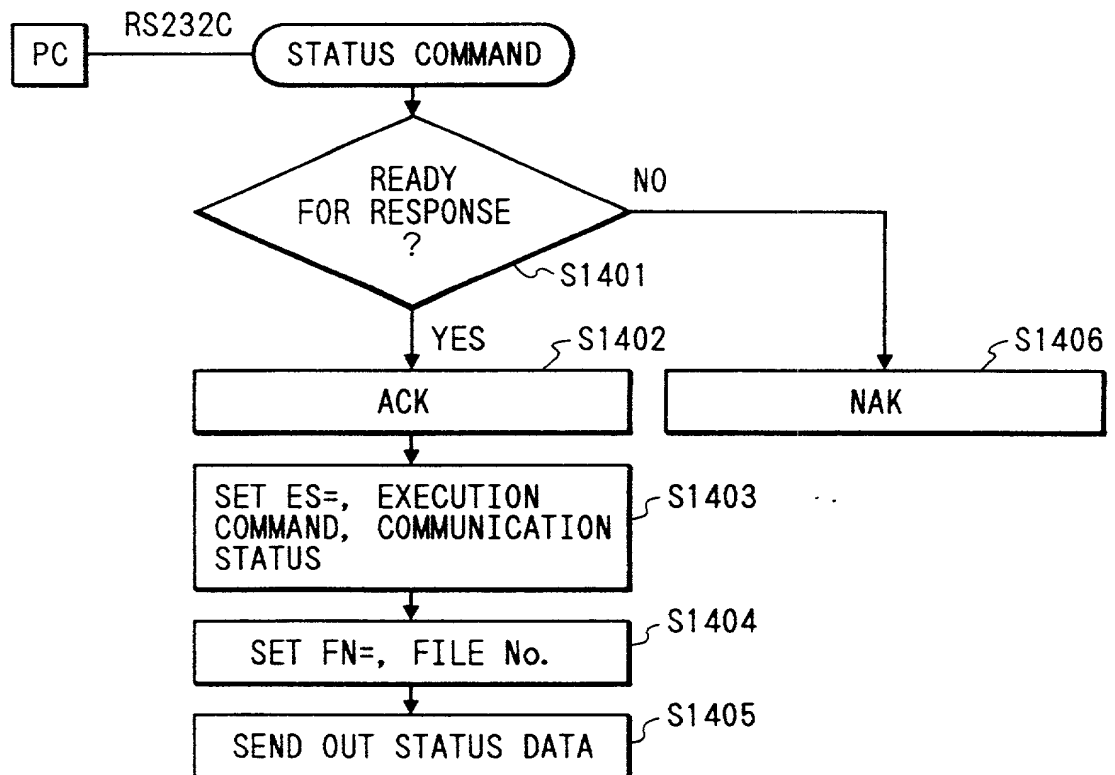 RS232C
PC
STATUS COMMAND
READY
FOR RESPONSE
?
NO
S1401
YES
S1402
S1406
ACK
NAK
SET ES=, EXECUTION
COMMAND, COMMUNICATION
STATUS
S1403
SET FN=, FILE No.
S1404
SEND OUT STATUS DATA
S1405